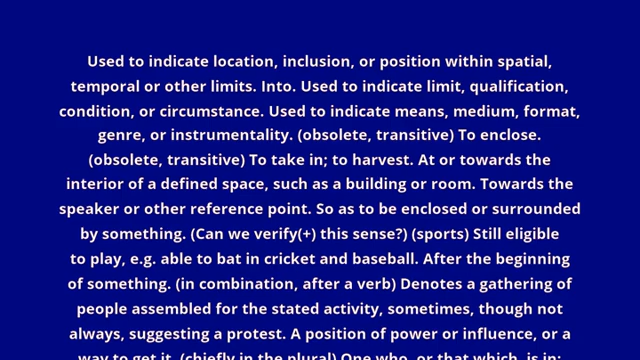 Used to indicate location, inclusion, or position within spatial,
temporal or other limits. Into. Used to indicate limit, qualification,
condition, or circumstance. Used to indicate means, medium, format,
genre, or instrumentality. (obsolete, transitive) To enclose.
(obsolete, transitive) To take in; to harvest. At or towards the
interior of a defined space, such as a building or room. Towards the
speaker or other reference point. So as to be enclosed or surrounded
by something. (Can we verify(+) this sense?) (sports) Still eligible
to play, e.g. able to bat in cricket and baseball. After the beginning
of something. (in combination, after a verb) Denotes a gathering of
people assembled for the stated activity, sometimes, though not
always, suggesting a protest. A position of power or influence, or a
way to get it. (chiefly in the plural) One who, or that which, is in;